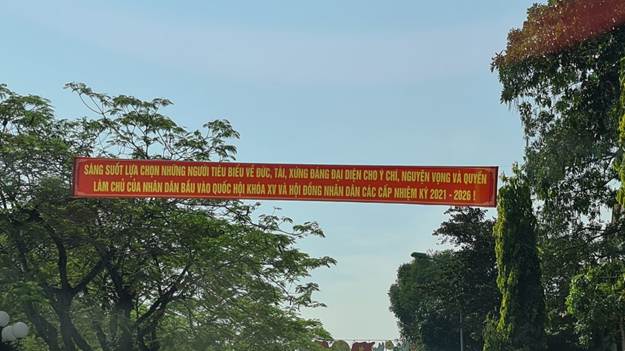 SÁNG SUỐT LỰA CHỌN NHỮNG NGƯỜI TIÊU BIỂU VỀ ĐỨC, TÀI, XỨNG ĐÁNG ĐẠI DIỆN CHO Ý CHÍ, NGUYỆN VỌNG VÀ QUYỀN
LÀM CHỦ CỦA NHÂN DÂN BẦU VÀO QUỐC HỘI KHÓA XV VÀ HỘI ĐỒNG NHÂN DÂN CÁC CẤP NHIỆM KỲ 2021 - 2026 !